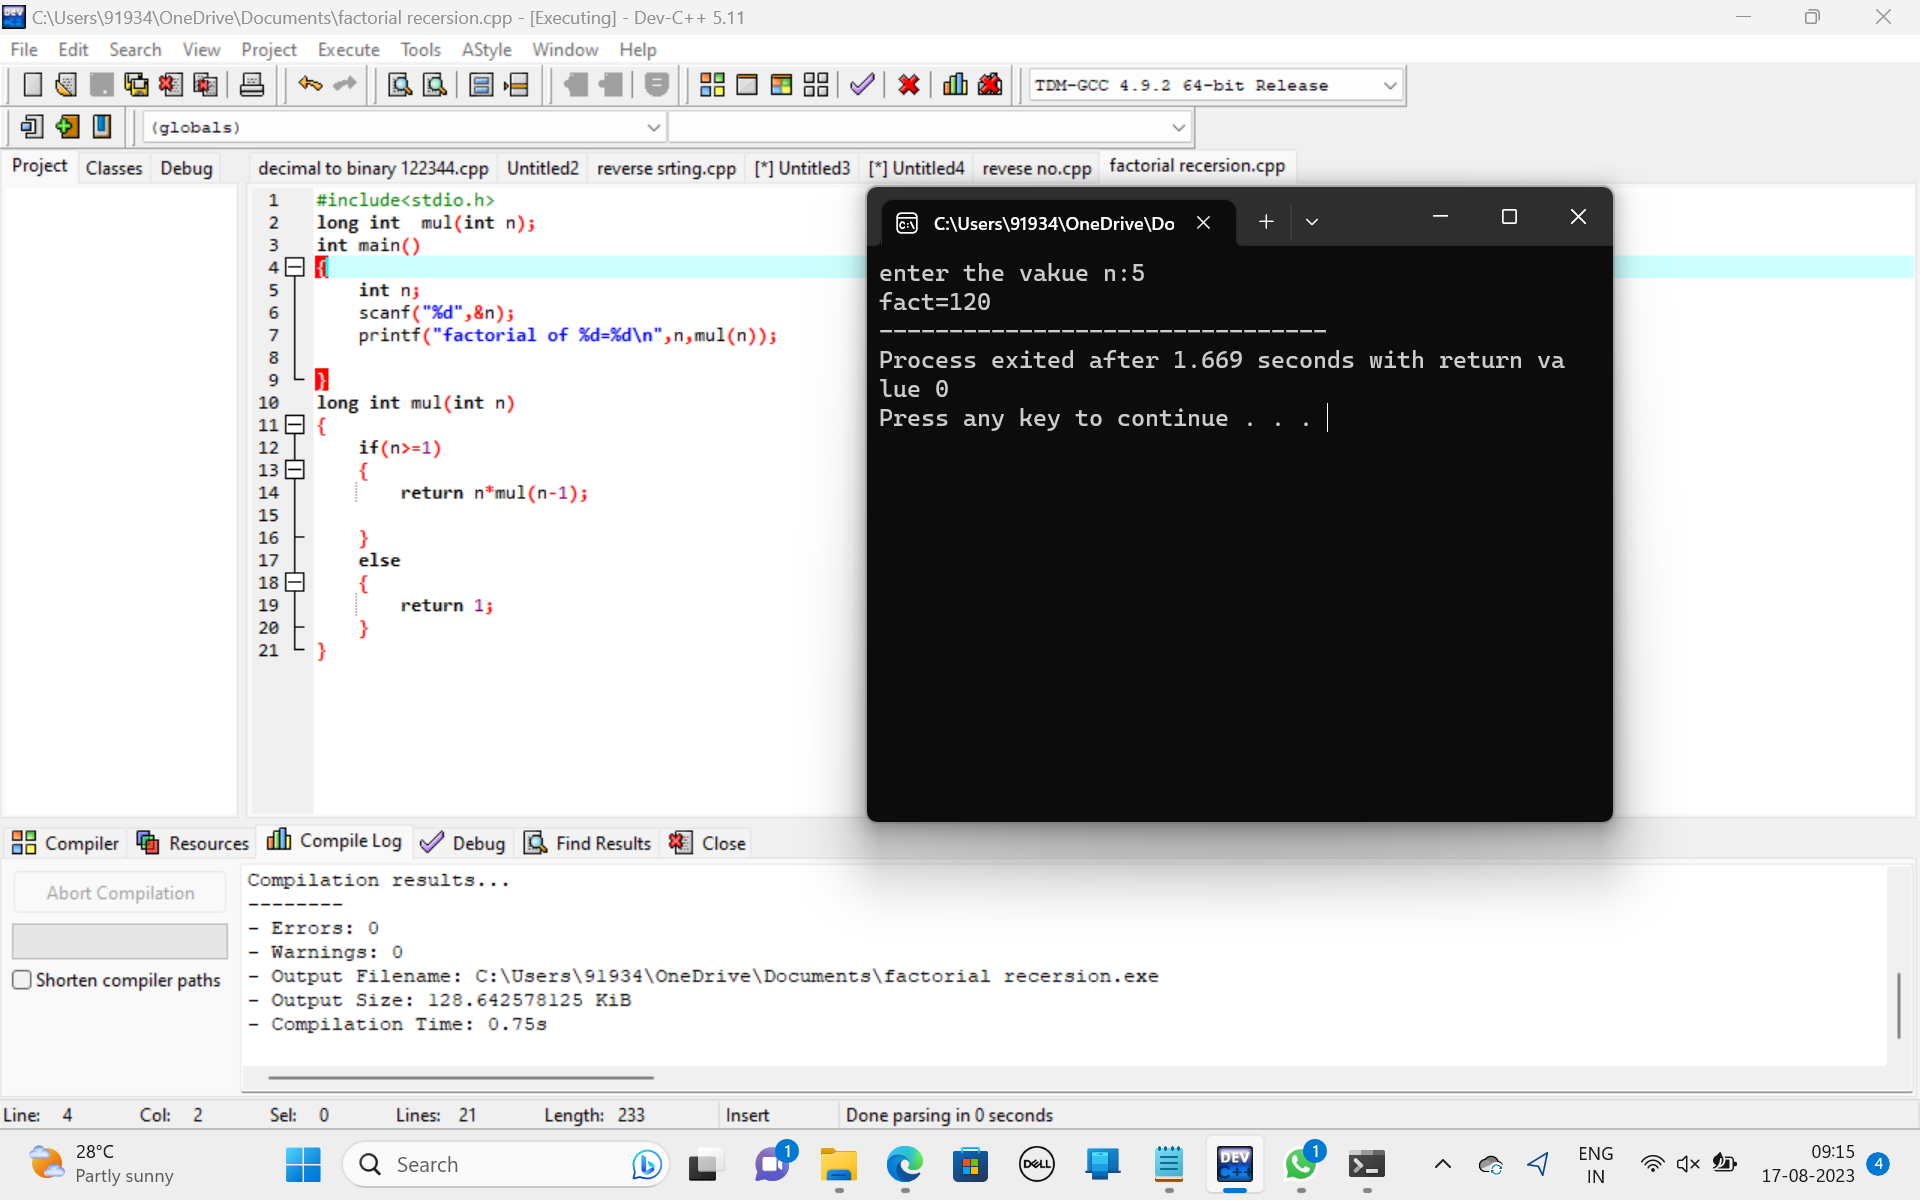 C:\Users\91934\OneDrive\Documents\factorial recersion.cpp - [Executing] - Dev-C++ 5.11
File Edit Search View Project Execute Tools AStyle Window Help
TDM-GCC 4.9.2 64-bit Release
(globals)
Project Classes Debug
decimal to binary 122344.cpp Untitled2 reverse srting.cpp [*] Untitled3 [*] Untitled4 revese no.cpp factorial recersion.cpp
1 #include<stdio.h>
2 long int  mul(int n);
3 int main()
4 {
5 int n;
6 scanf("%d",&n);
7 printf("factorial of %d=%d\n",n,mul(n));
8
9 }
10 long int mul(int n)
11 {
12 if(n>=1)
13 {
14 return n*mul(n-1);
15
16 }
17 else
18 {
19 return 1;
20 }
21 }
C:\Users\91934\OneDrive\Do
enter the vakue n:5
fact=120
--------------------------------
Process exited after 1.669 seconds with return va
lue 0
Press any key to continue . . .
Compiler Resources Compile Log Debug Find Results Close
Abort Compilation
Shorten compiler paths
Compilation results...
--------
- Errors: 0
- Warnings: 0
- Output Filename: C:\Users\91934\OneDrive\Documents\factorial recersion.exe
- Output Size: 128.642578125 KiB
- Compilation Time: 0.75s
Line: 4 Col: 2 Sel: 0 Lines: 21 Length: 233 Insert Done parsing in 0 seconds
28°C
Partly sunny
Search
1
DELL
DEV
C++
1
ENG
IN
09:15
17-08-2023
4